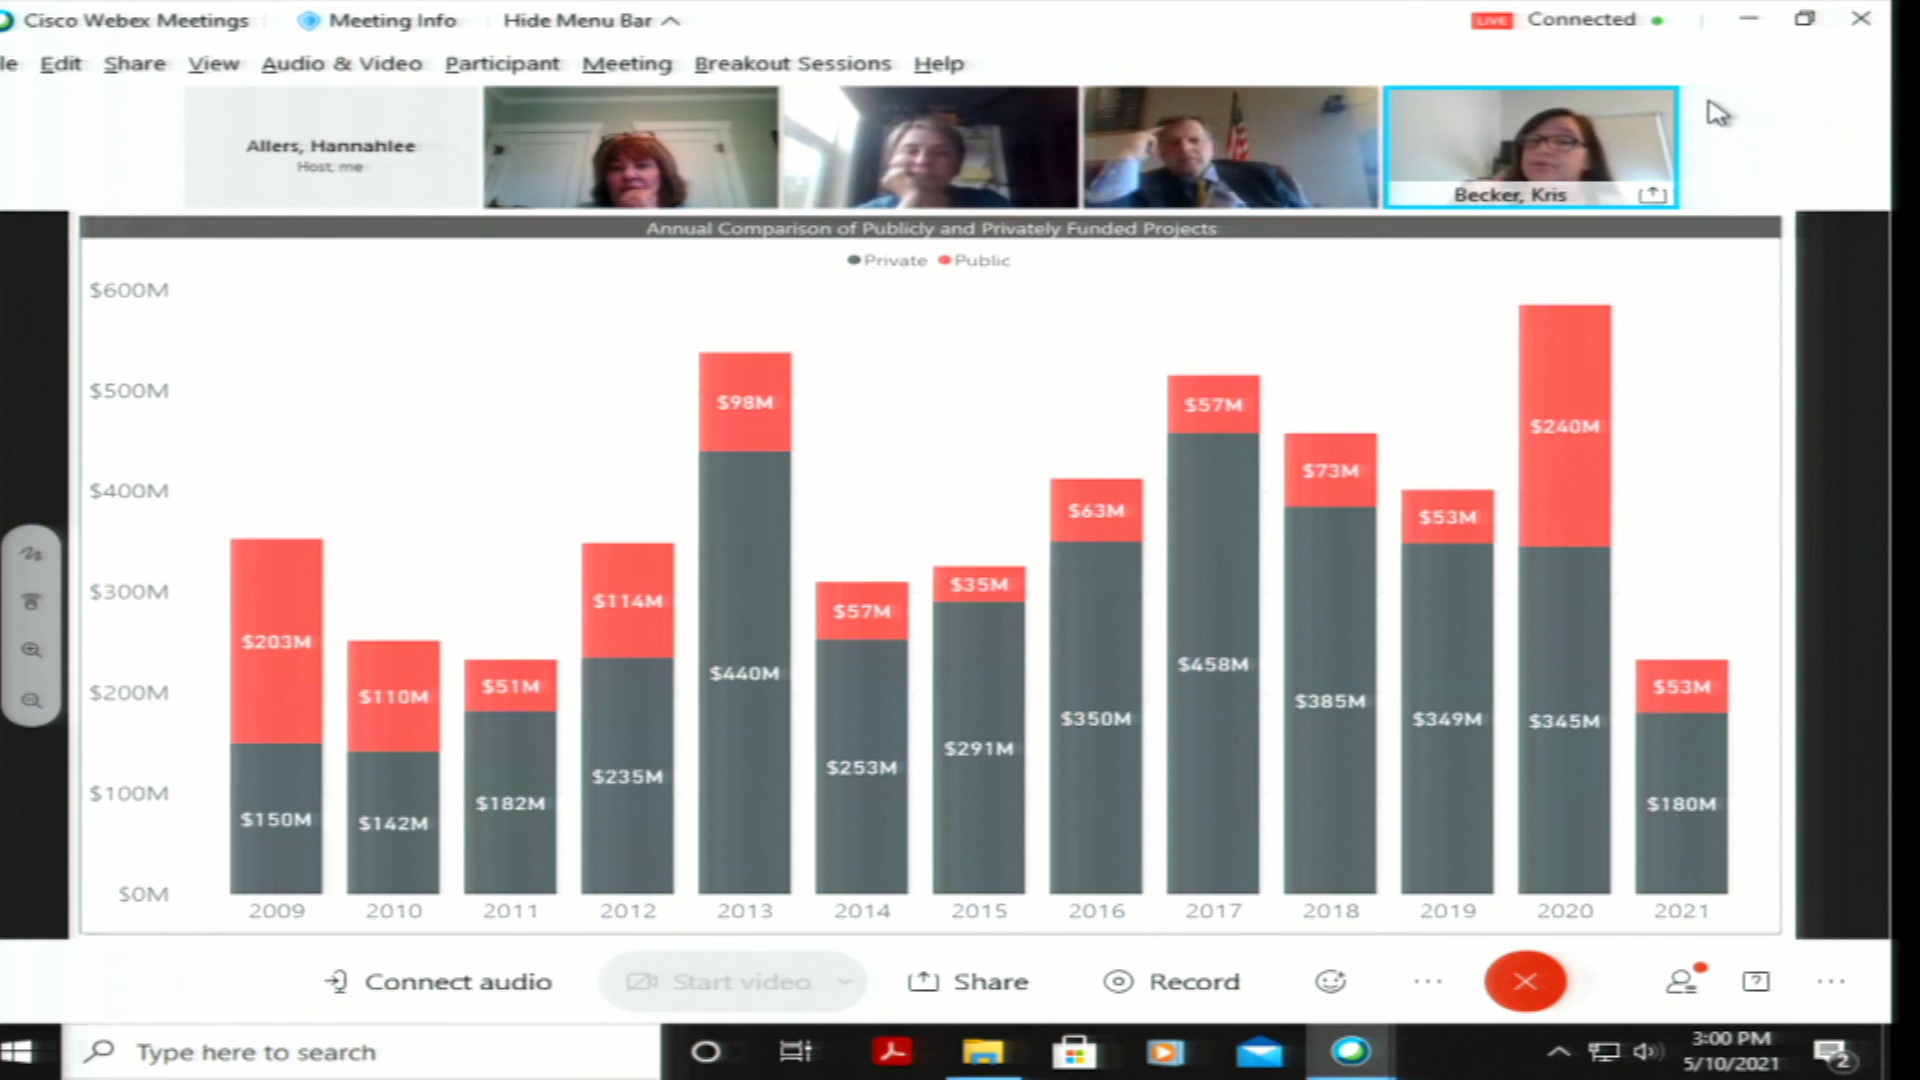 Cisco Webex Meetings Meeting Info Hide Menu Bar LIVE Connected
le Edit Share View Audio & Video Participant Meeting Breakout Sessions Help
Allers, Hannahlee
Host, me
Becker, Kris
Annual Comparison of Publicly and Privately Funded Projects
Private Public
$600M
$500M
$400M
$300M
$200M
$100M
$0M
$203M $110M $51M $114M $98M $57M $35M $63M $57M $73M $53M $240M $53M
$150M $142M $182M $235M $440M $253M $291M $350M $458M $385M $349M $345M $180M
2009 2010 2011 2012 2013 2014 2015 2016 2017 2018 2019 2020 2021
Connect audio Start video Share Record
Type here to search
3:00 PM
5/10/2021
2